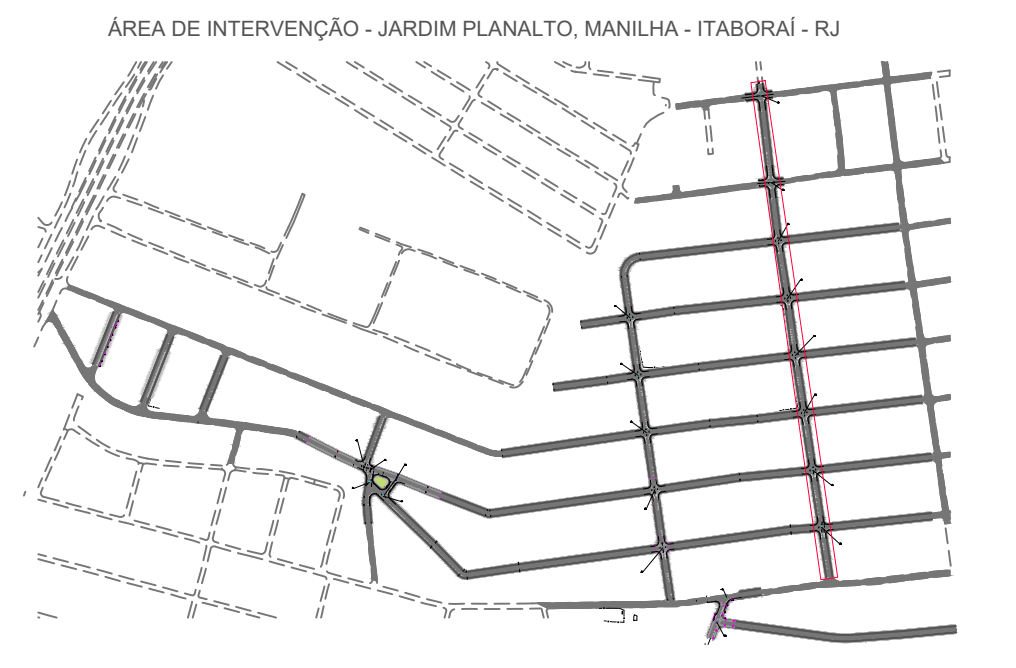 ÁREA DE INTERVENÇÃO - JARDIM PLANALTO, MANILHA - ITABORAÍ - RJ